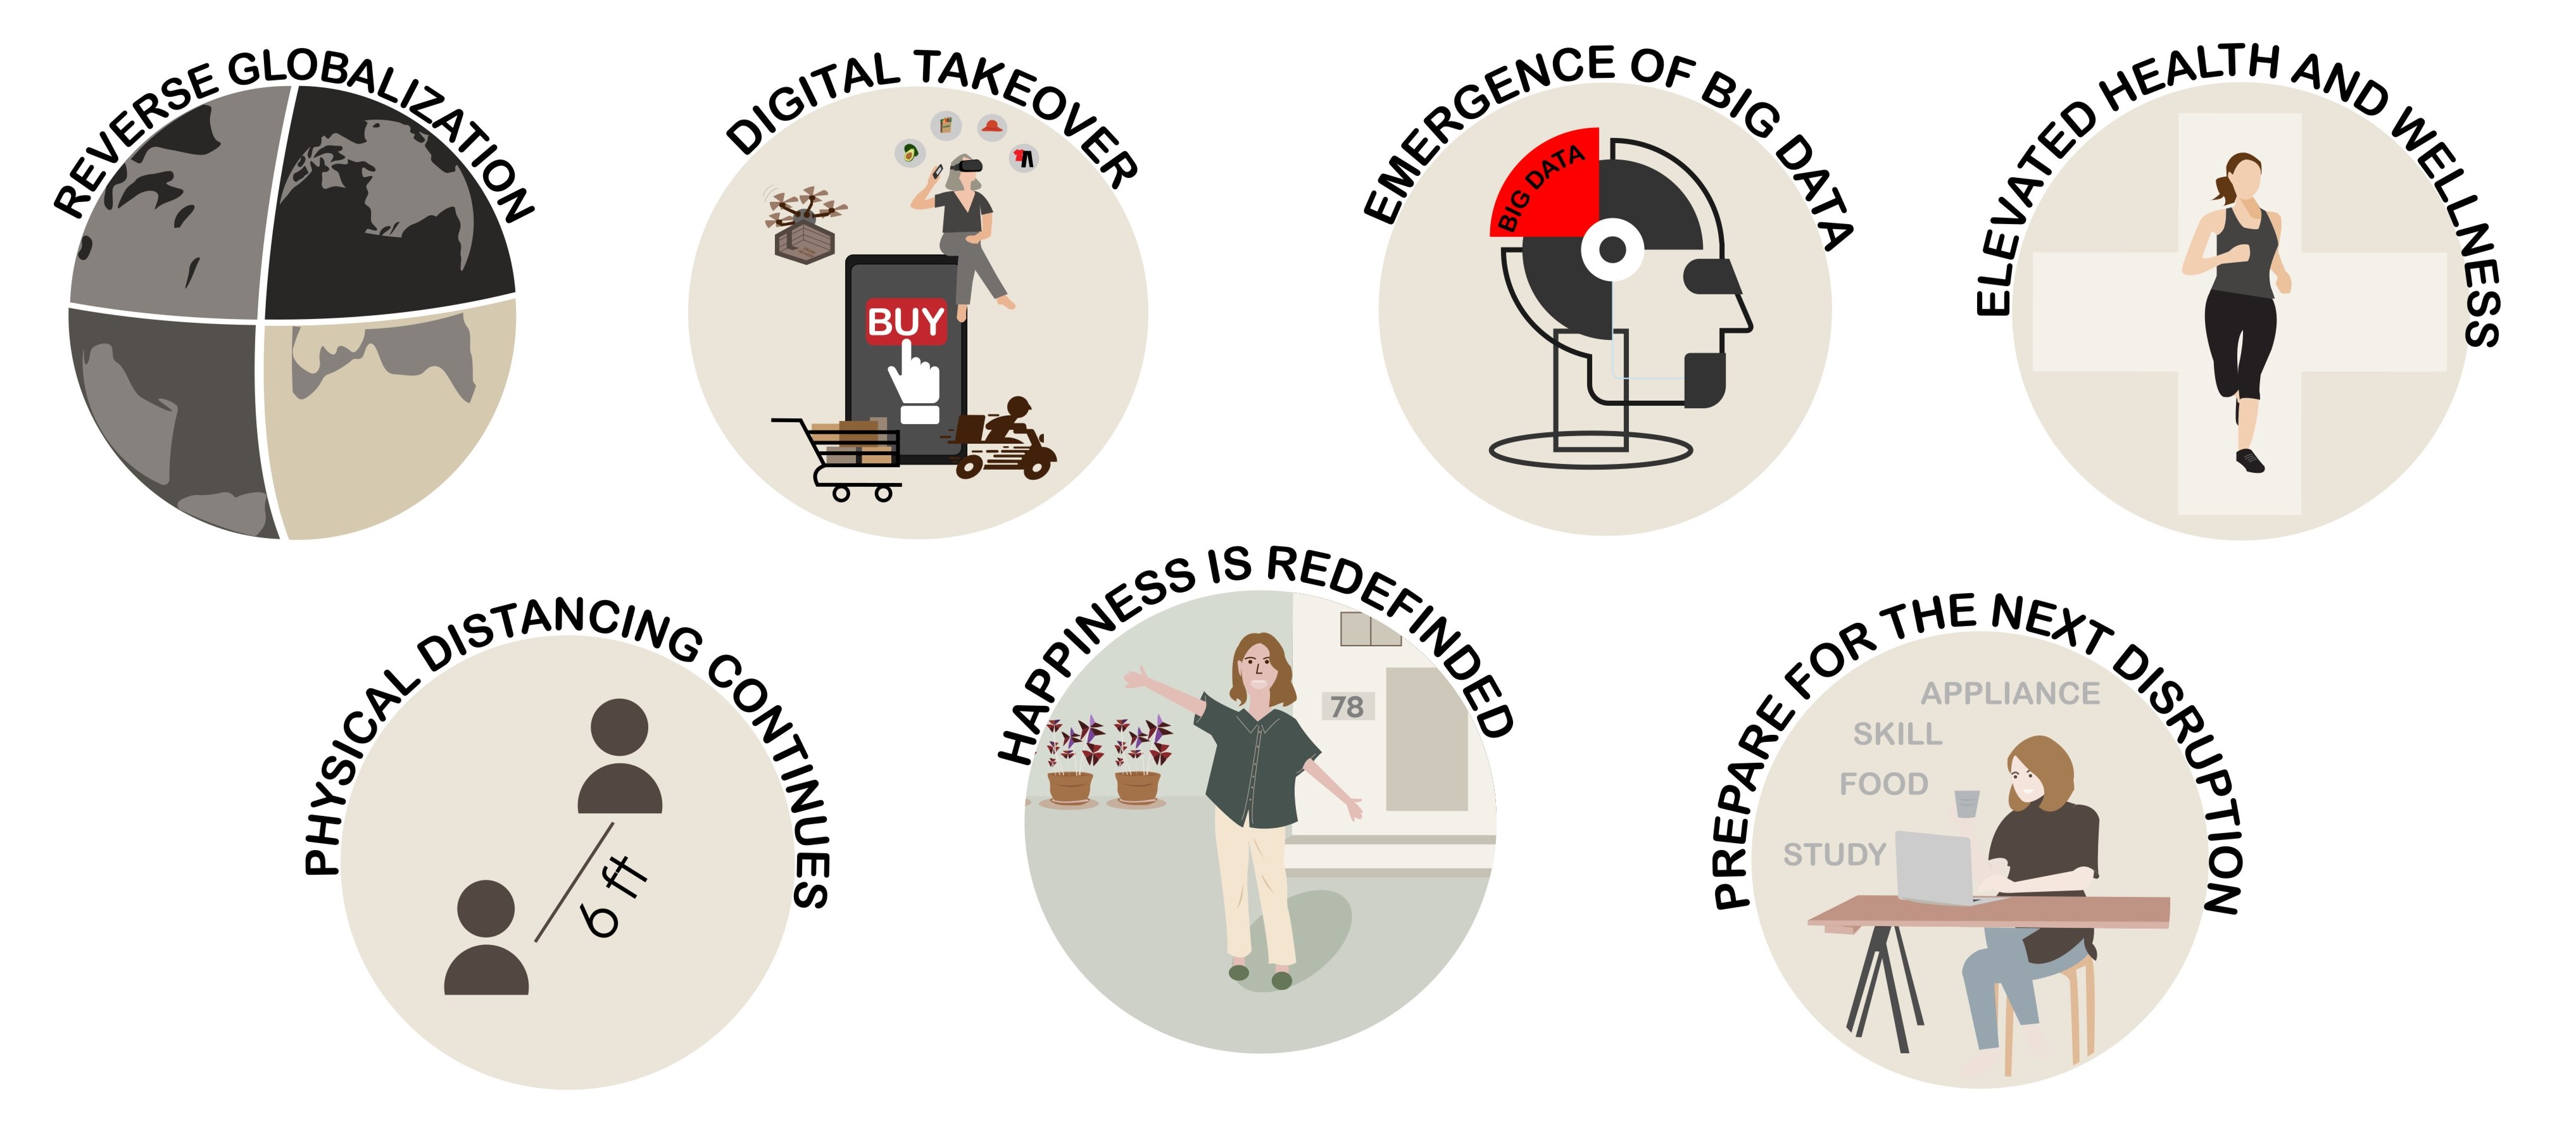 REVERSE GLOBALIZATION
DIGITAL TAKEOVER
BUY
EMERGENCE OF BIG DATA
BIG DATA
ELEVATED HEALTH AND WELLNESS
PHYSICAL DISTANCING CONTINUES
6 ft
HAPPINESS IS REDEFINDED
78
PREPARE FOR THE NEXT DISRUPTION
APPLIANCE
SKILL
FOOD
STUDY